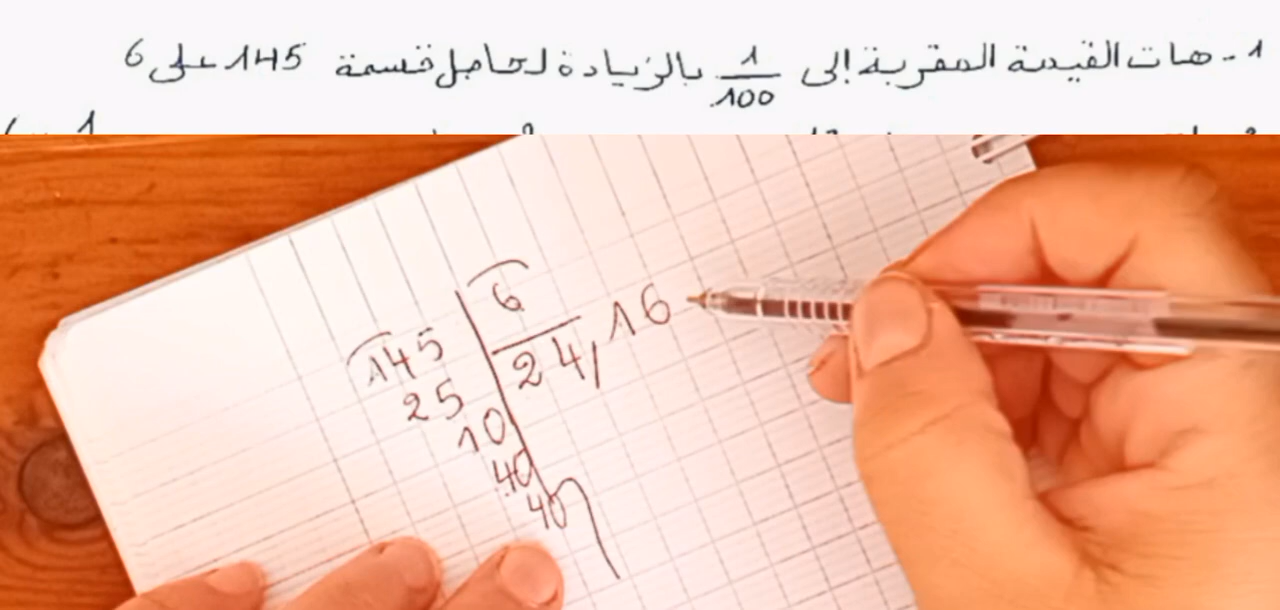 1- هات القيمة المقربة إلى 1/100 بالزيادة لحاصل قسمة 145 على 6
145 | 6
25 | 24,16
10
40
40